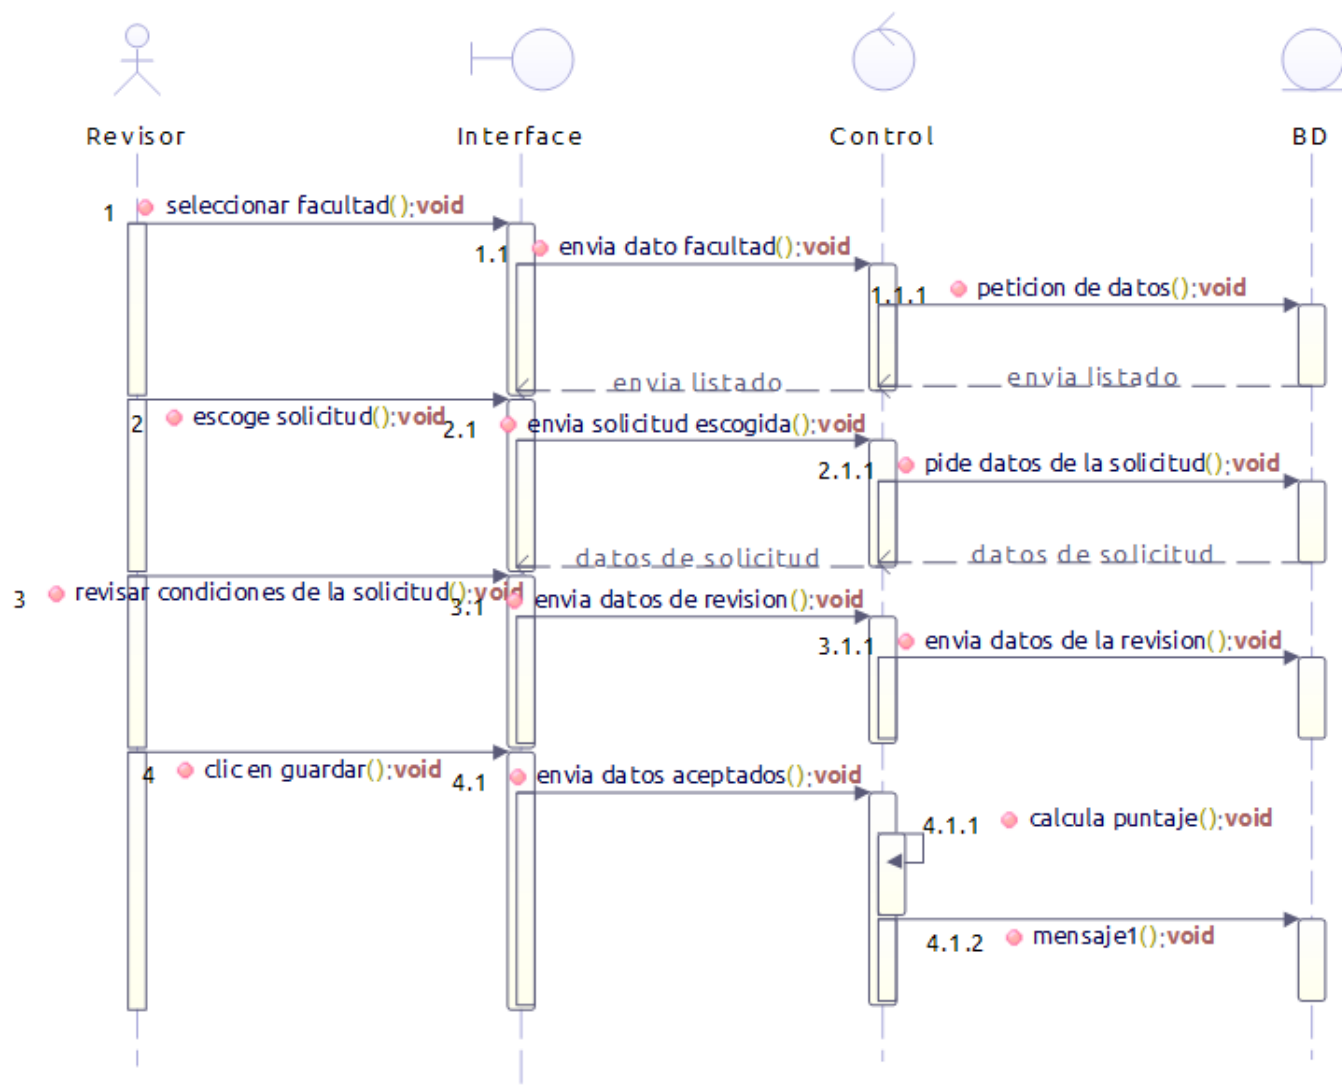 Revisor
Interface
Control
BD
1 seleccionar facultad():void
1.1 envia dato facultad():void
1.1.1 peticion de datos():void
envia listado
envia listado
2 escoge solicitud():void
2.1 envia solicitud escogida():void
2.1.1 pide datos de la solicitud():void
datos de solicitud
datos de solicitud
3 revisar condiciones de la solicitud():void
3.1 envia datos de revision():void
3.1.1 envia datos de la revision():void
4 clic en guardar():void
4.1 envia datos aceptados():void
4.1.1 calcula puntaje():void
4.1.2 mensaje1():void